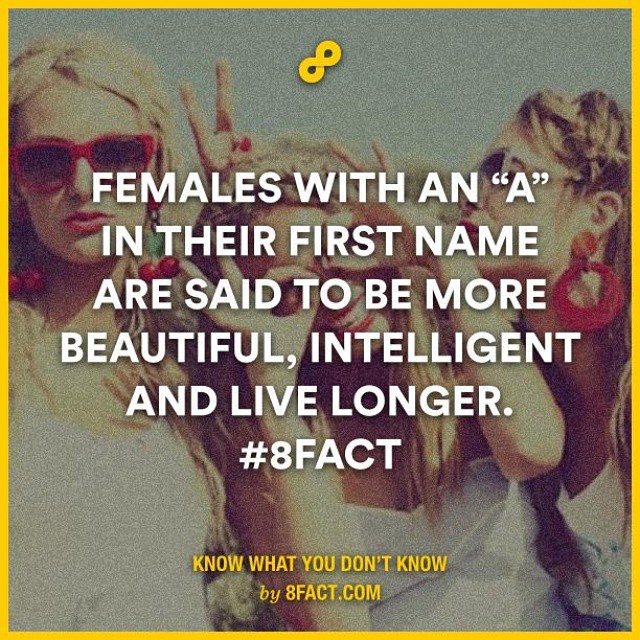 FEMALES WITH AN “A”
IN THEIR FIRST NAME
ARE SAID TO BE MORE
BEAUTIFUL, INTELLIGENT
AND LIVE LONGER.
#8FACT
KNOW WHAT YOU DON’T KNOW
by 8FACT.COM